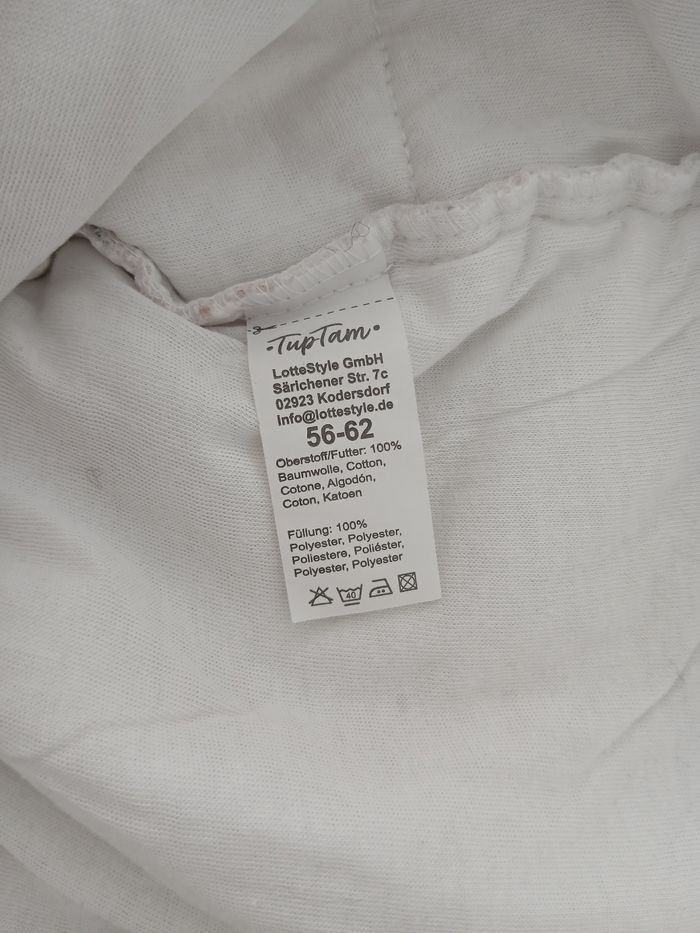 •TupTam•
LotteStyle GmbH
Särichener Str. 7c
02923 Kodersdorf
Info@lottestyle.de
56-62
Oberstoff/Futter: 100%
Baumwolle, Cotton,
Cotone, Algodón,
Coton, Katoen
Füllung: 100%
Polyester, Polyester,
Poliestere, Poliéster,
Polyester, Polyester
40